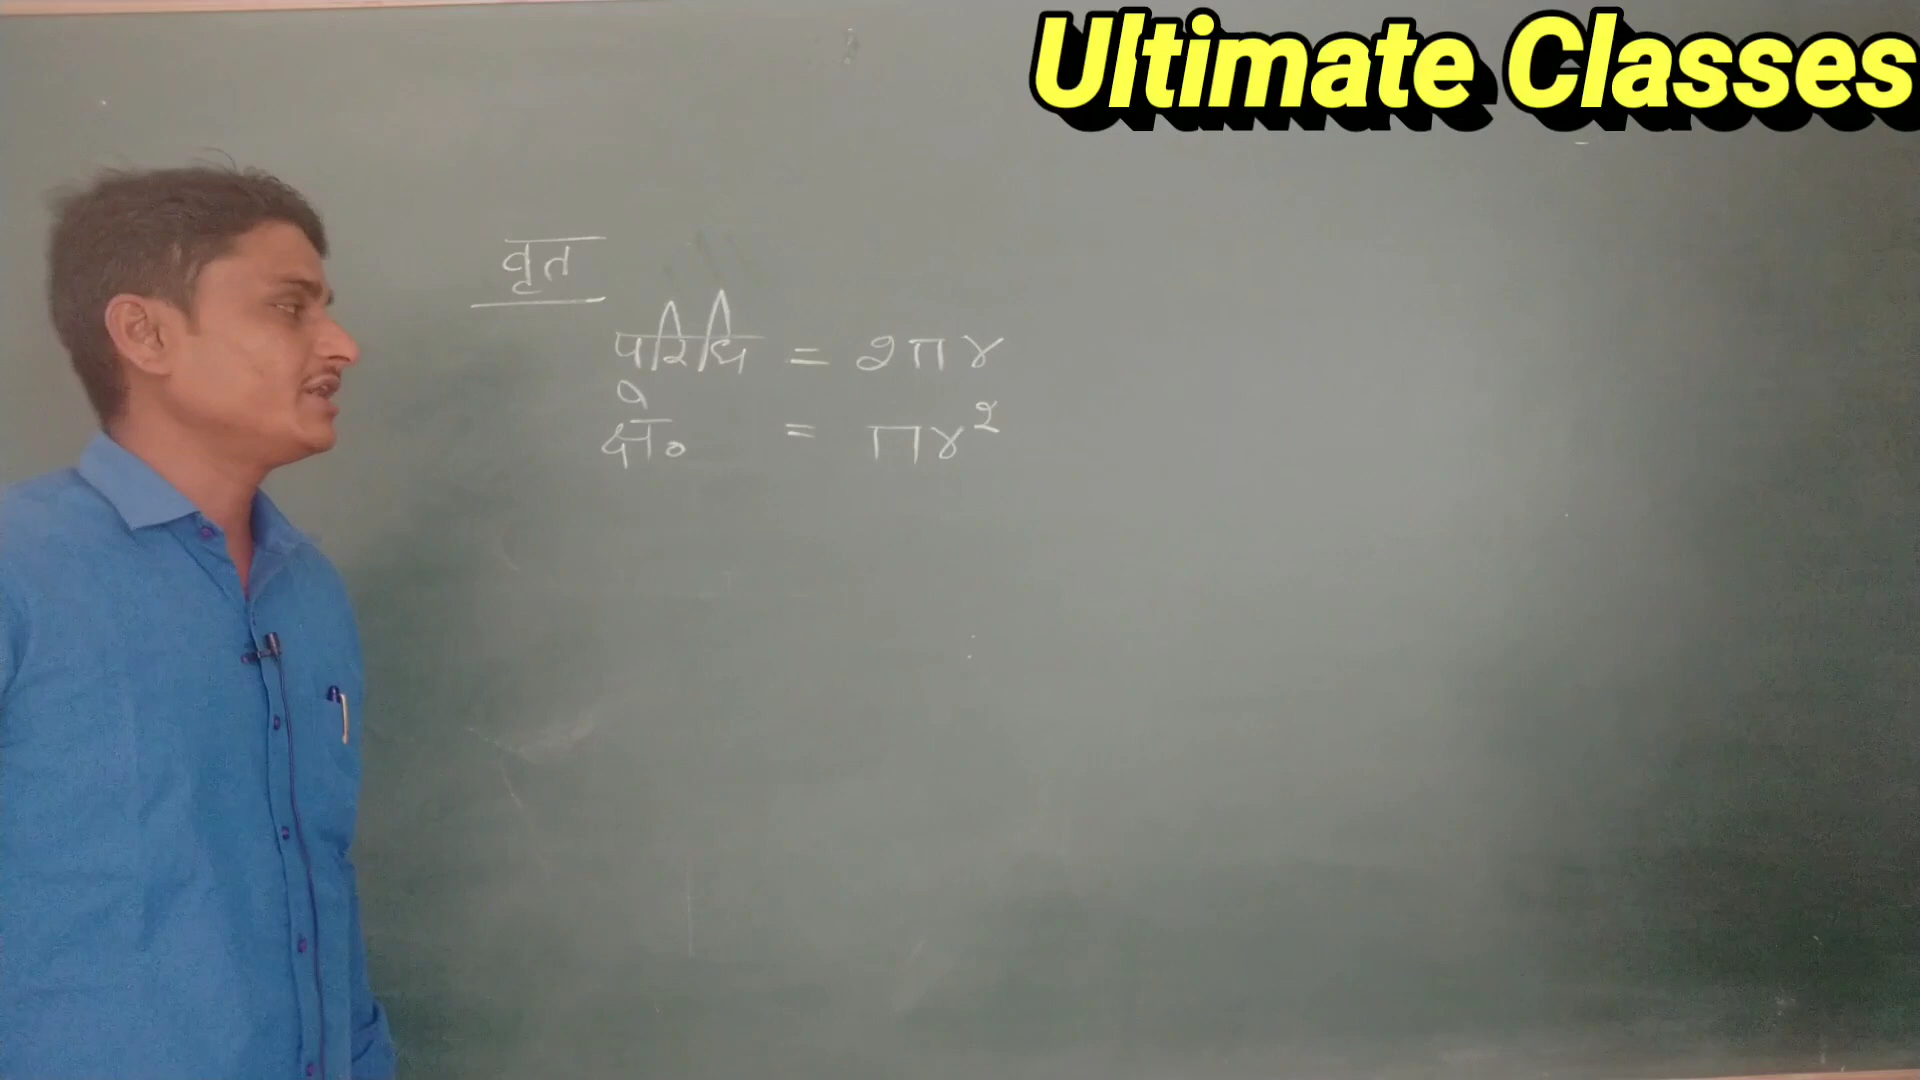 Ultimate Classes
वृत
परिधि = 2πr
क्षे० = πr²